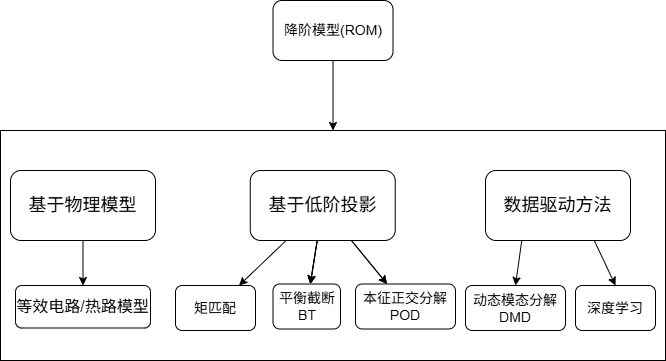 降阶模型(ROM)
基于物理模型
基于低阶投影
数据驱动方法
等效电路/热路模型
矩匹配
平衡截断
BT
本征正交分解
POD
动态模态分解
DMD
深度学习